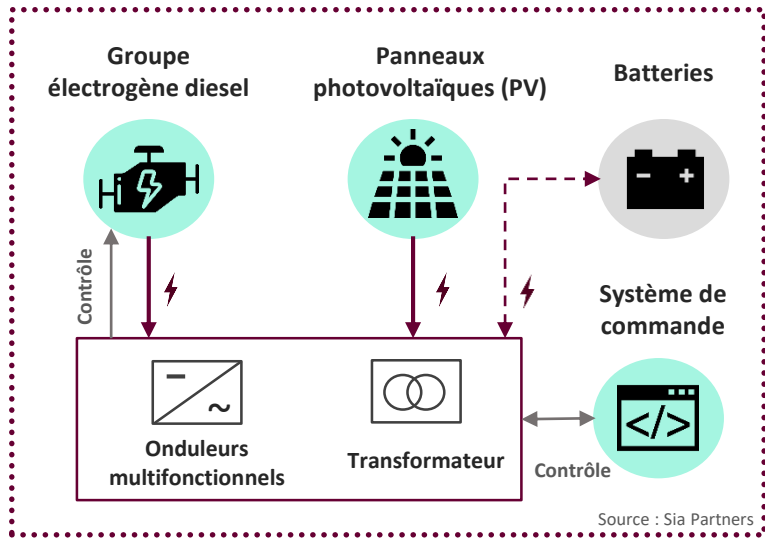 Groupe
électrogène diesel
Panneaux
photovoltaïques (PV)
Batteries
Contrôle
Système de
commande
</>
Onduleurs
multifonctionnels
Transformateur
Contrôle
Source : Sia Partners